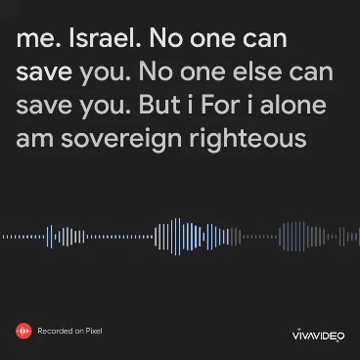 me. Israel. No one can
save you. No one else can
save you. But i For i alone
am sovereign righteous
Recorded on Pixel
VIVAVIDEO